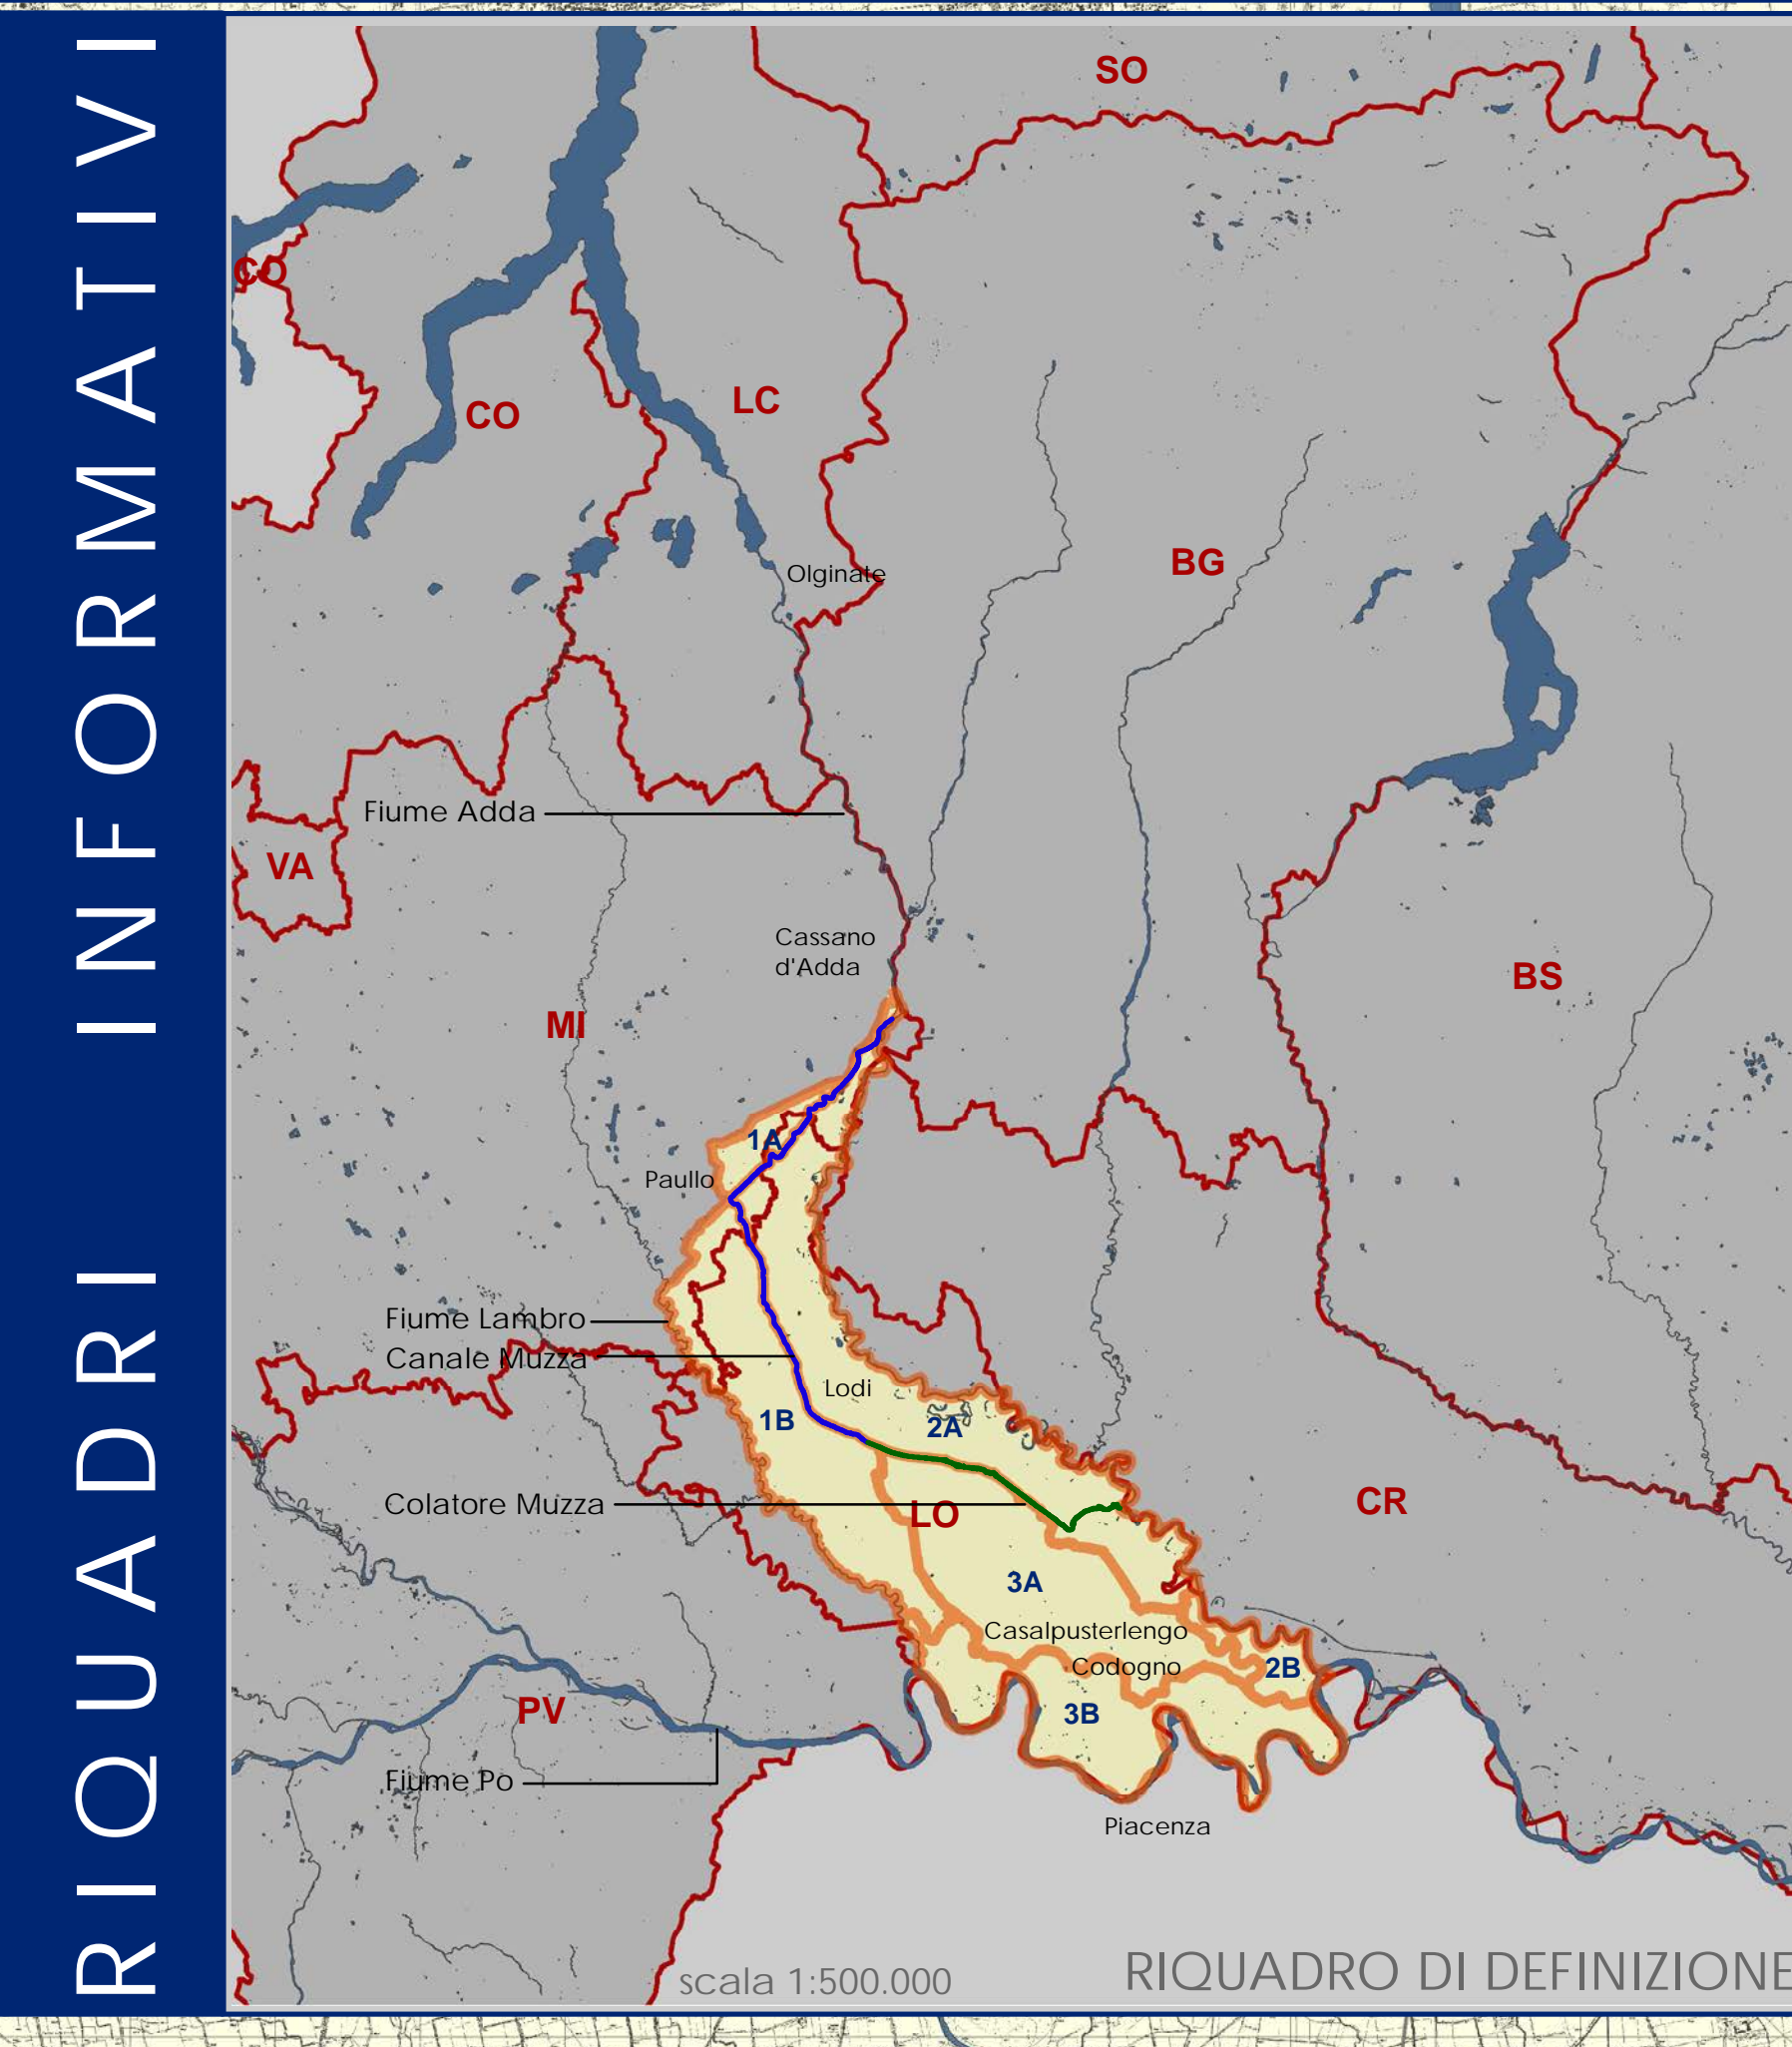 RIQUADRI INFORMATIVI
SO
CO
CO
LC
Olginate
BG
Fiume Adda
VA
Cassano
d'Adda
BS
MI
1A
Paullo
Fiume Lambro
Canale Muzza
Lodi
1B
2A
Colatore Muzza
LO
CR
3A
Casalpusterlengo
Codogno
2B
PV
3B
Fiume Po
Piacenza
scala 1:500.000
RIQUADRO DI DEFINIZIONE